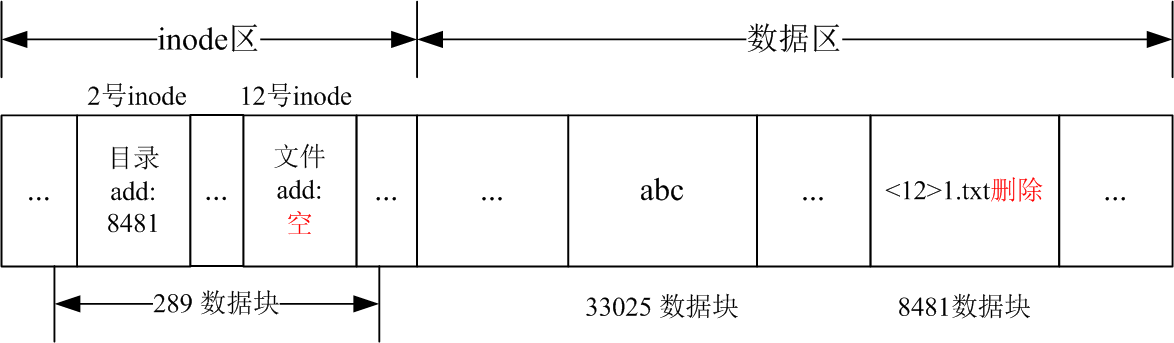 inode区 数据区
2号inode 12号inode
... 目录 ... 文件 ... ... abc ... <12>1.txt删除 ...
add: add:
8481 空
289 数据块 33025 数据块 8481数据块